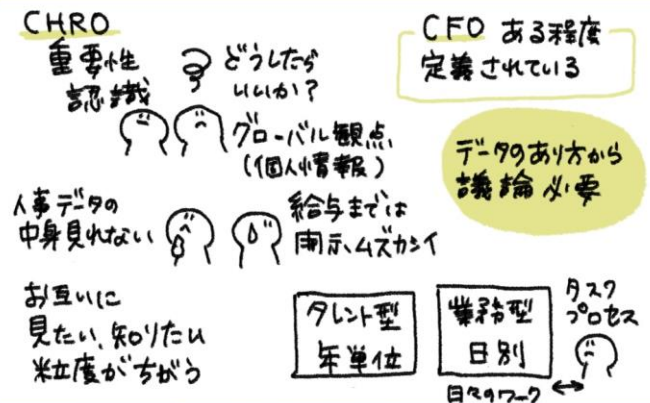 CHRO
重要性
認識
どうしたら
いいか？
グローバル観点
（個人情報）
CFO ある程度
定義されている
データのあり方から
議論必要
人事データの
中身見れない
給与までは
開示ムズカシイ
お互いに
見たい、知りたい
粒度がちがう
タレント型
年単位
業務型
日別
タスク
プロセス
日々のワーク